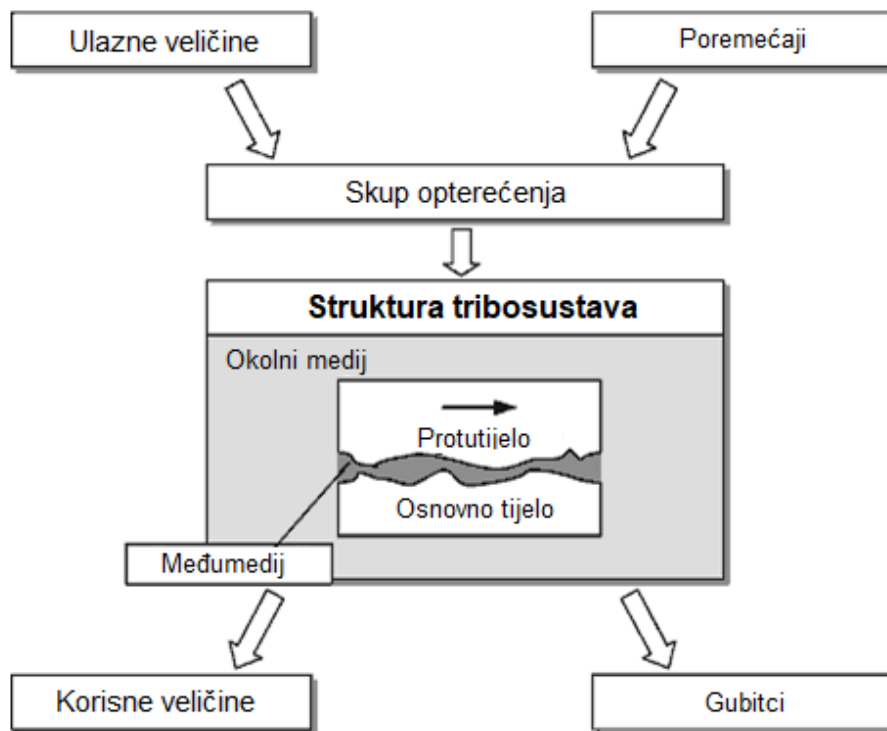 Ulazne veličine
Poremećaji
Skup opterećenja
Struktura tribosustava
Okolni medij
Protutijelo
Osnovno tijelo
Međumedij
Korisne veličine
Gubitci